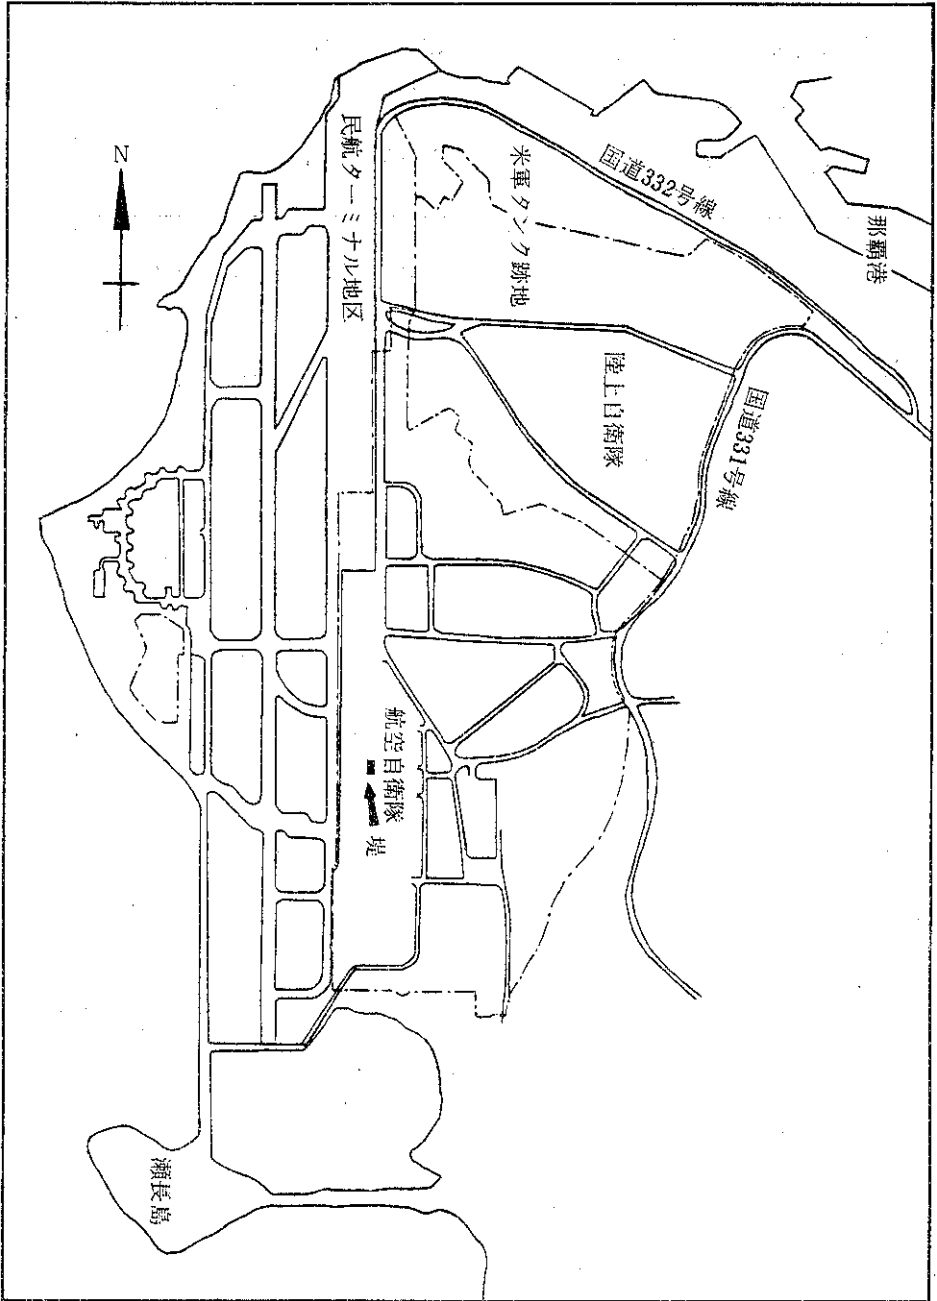 那覇港
国道332号線
国道331号線
米軍タンク跡地
陸上自衛隊
民航ターミナル地区
N
航空自衛隊
堤
瀬長島